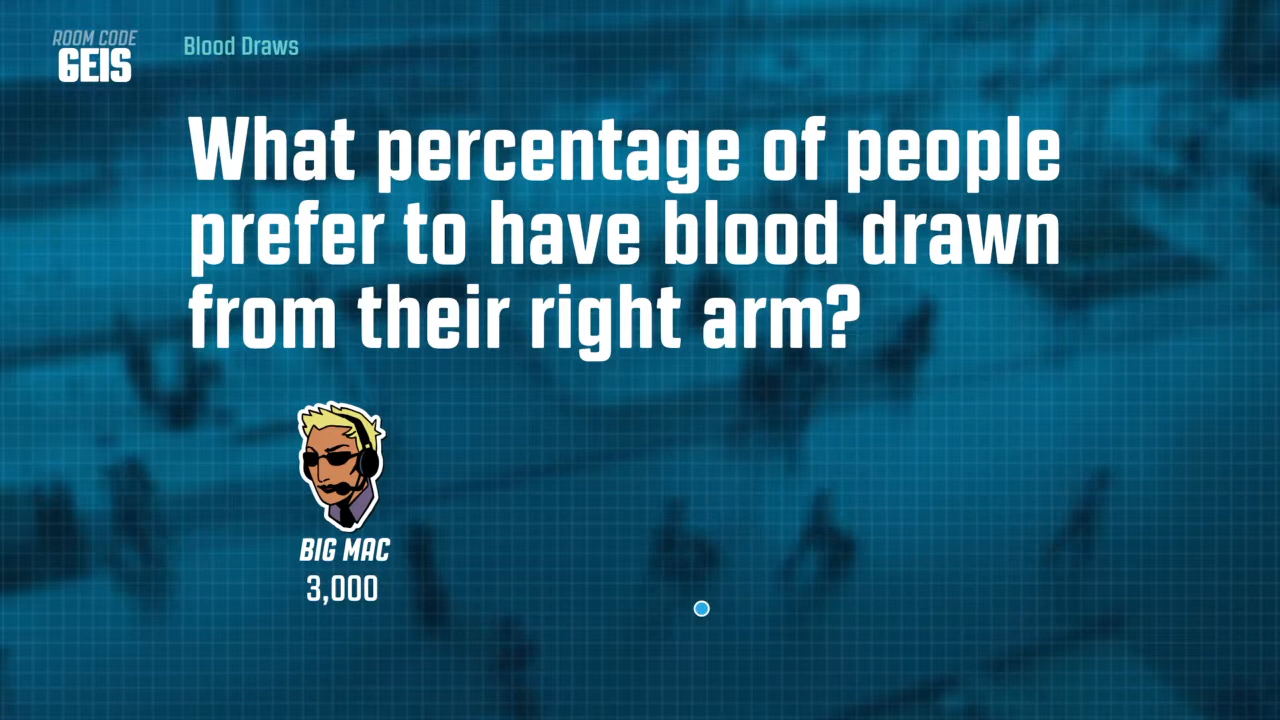 ROOM CODE
GEIS
Blood Draws
What percentage of people
prefer to have blood drawn
from their right arm?
BIG MAC
3,000